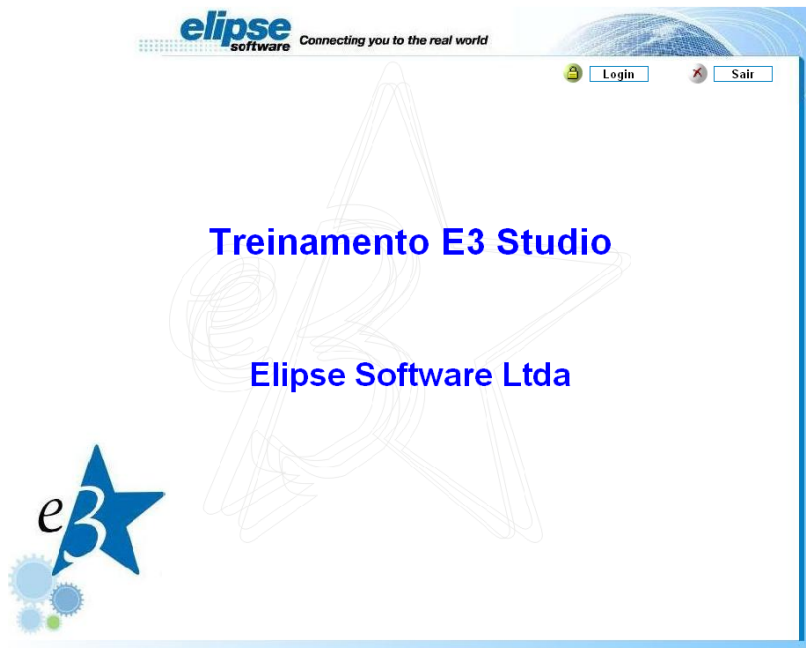 elipse
software
Connecting you to the real world
Login
Sair
Treinamento E3 Studio
Elipse Software Ltda
e3